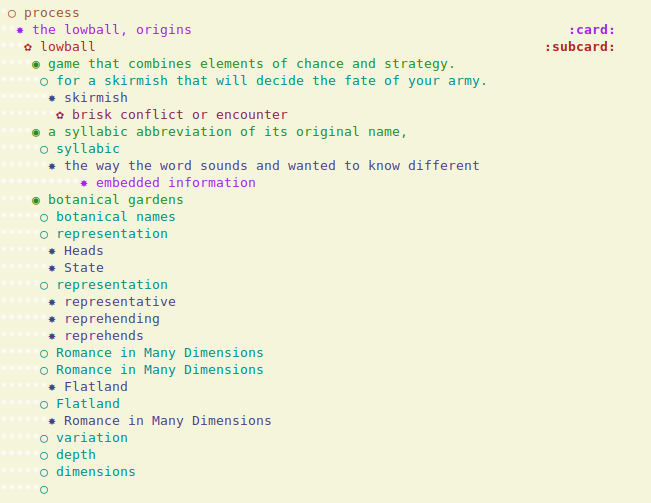 process
the lowball, origins :card:
lowball :subcard:
game that combines elements of chance and strategy.
for a skirmish that will decide the fate of your army.
skirmish
brisk conflict or encounter
a syllabic abbreviation of its original name,
syllabic
the way the word sounds and wanted to know different
embedded information
botanical gardens
botanical names
representation
Heads
State
representation
representative
reprehending
reprehends
Romance in Many Dimensions
Romance in Many Dimensions
Flatland
Flatland
Romance in Many Dimensions
variation
depth
dimensions